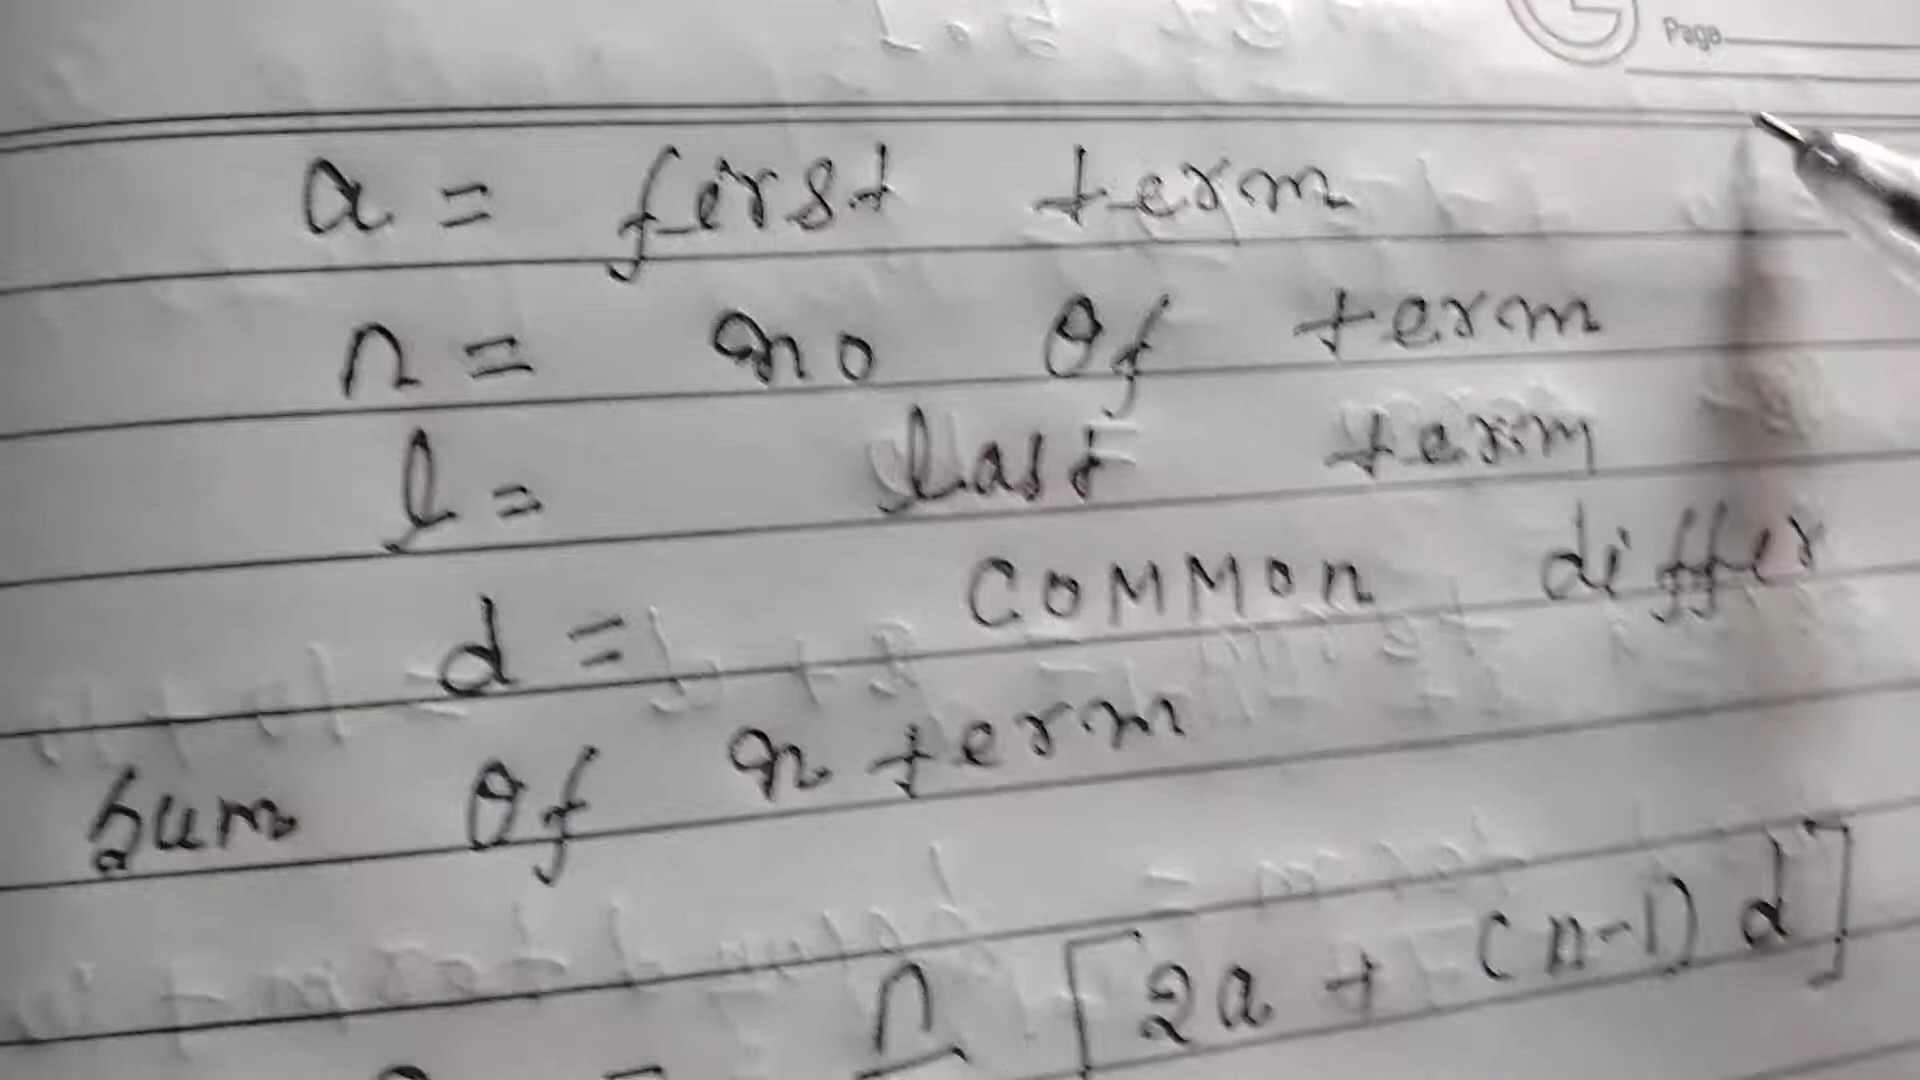 Page
a = first term
n = no of term
l = last term
d = common differ
Sum of n term
n [2a + (n-1) d]